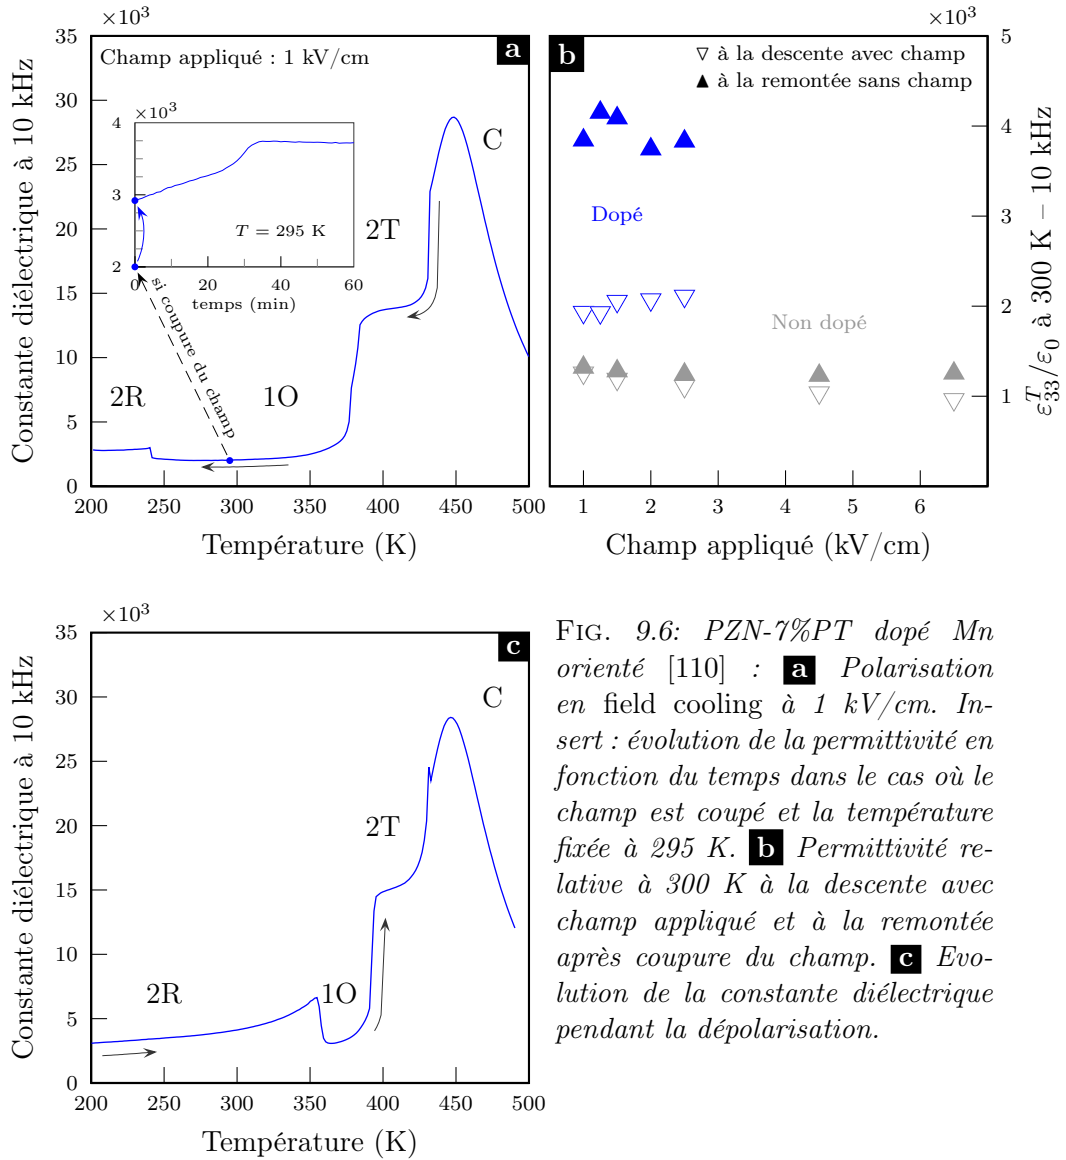 ×10³
35
30
25
20
15
10
5
0
200 250 300 350 400 450 500
Température (K)
Constante diélectrique à 10 kHz
Champ appliqué : 1 kV/cm
a
C
2T
1O
2R
×10³
4
3
2
0 20 40 60
temps (min)
T = 295 K
si coupure du champ
×10³
b
▽ à la descente avec champ
▲ à la remontée sans champ
Dopé
Non dopé
5
4
3
2
1
1 2 3 4 5 6
Champ appliqué (kV/cm)
ε₃₃ᵀ/ε₀ à 300 K − 10 kHz
×10³
35
30
25
20
15
10
5
0
200 250 300 350 400 450 500
Température (K)
Constante diélectrique à 10 kHz
c
C
2T
2R
1O
FIG. 9.6: PZN-7%PT dopé Mn
orienté [110] : a Polarisation
en field cooling à 1 kV/cm. In-
sert : évolution de la permittivité en
fonction du temps dans le cas où le
champ est coupé et la température
fixée à 295 K. b Permittivité re-
lative à 300 K à la descente avec
champ appliqué et à la remontée
après coupure du champ. c Evo-
lution de la constante diélectrique
pendant la dépolarisation.